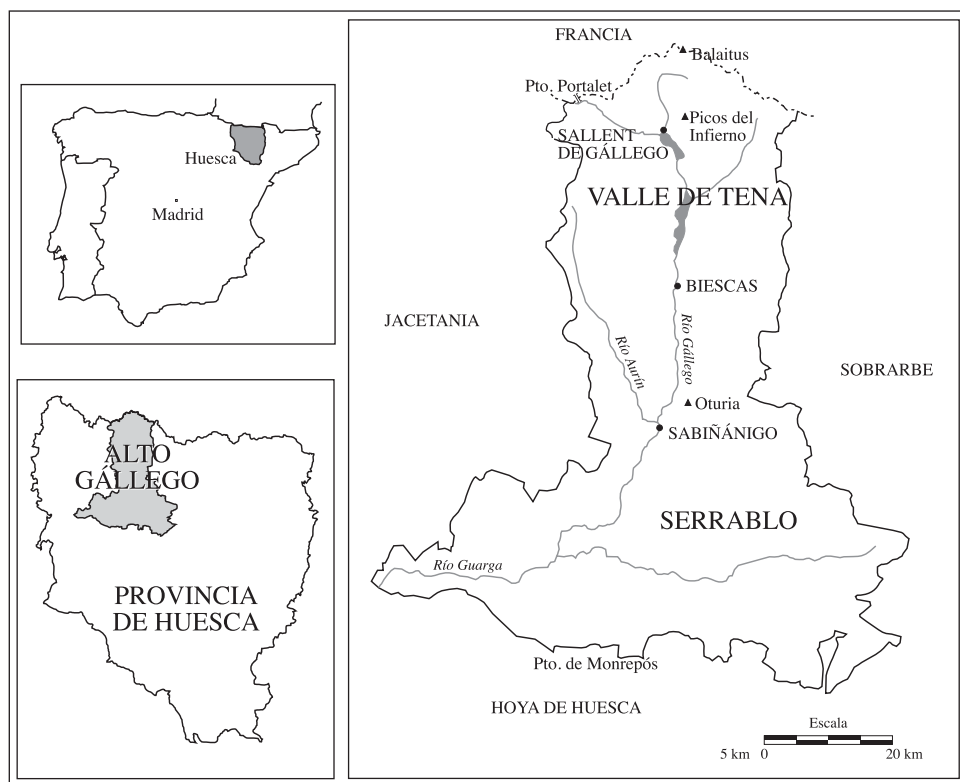 Huesca
Madrid
ALTO
GÁLLEGO
PROVINCIA
DE HUESCA
FRANCIA
Balaitus
Pto. Portalet
Picos del
Infierno
SALLENT
DE GÁLLEGO
VALLE DE TENA
BIESCAS
JACETANIA
Río Aurín
Río Gállego
SOBRARBE
Oturia
SABIÑÁNIGO
SERRABLO
Río Guarga
Pto. de Monrepós
HOYA DE HUESCA
Escala
5 km 0 20 km